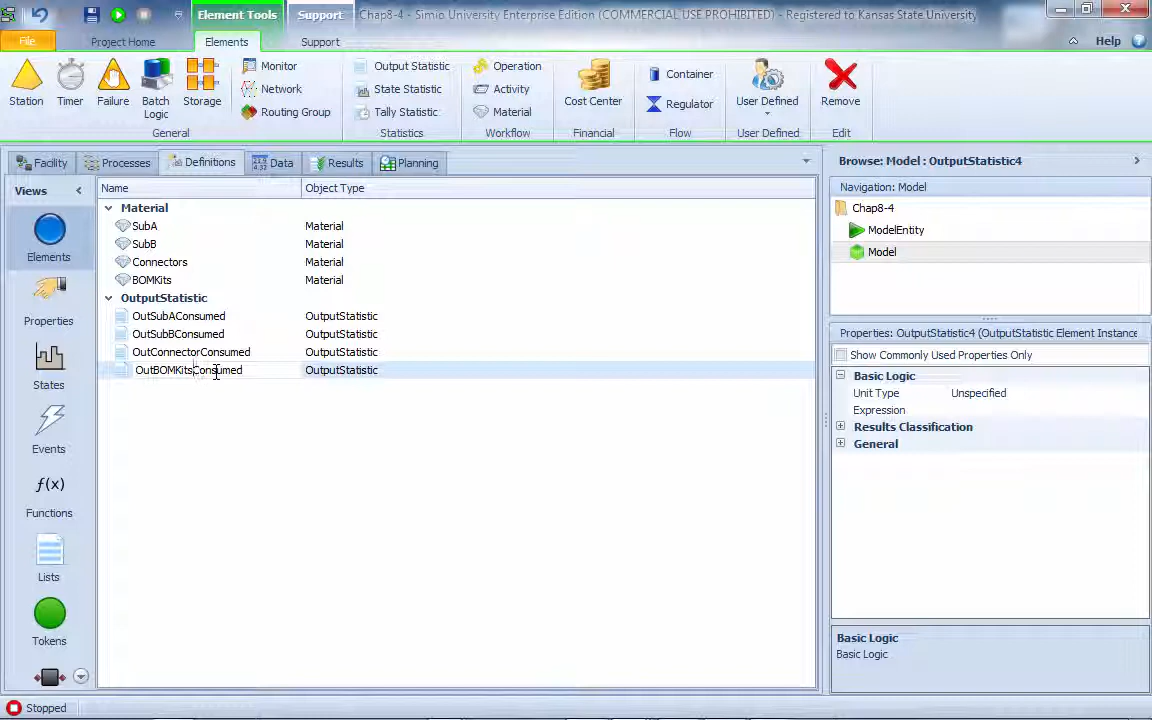 Element Tools
Support
Chap8-4 - Simio University Enterprise Edition (COMMERCIAL USE PROHIBITED) - Registered to Kansas State University
File
Project Home
Elements
Support
Help
Station
Timer
Failure
Batch Logic
Storage
Monitor
Network
Routing Group
General
Output Statistic
State Statistic
Tally Statistic
Statistics
Operation
Activity
Material
Workflow
Cost Center
Financial
Container
Regulator
Flow
User Defined
User Defined
Remove
Edit
Facility
Processes
Definitions
Data
Results
Planning
Views
Elements
Properties
States
Events
f(x)
Functions
Lists
Tokens
Name Object Type
Material
SubA Material
SubB Material
Connectors Material
BOMKits Material
OutputStatistic
OutSubAConsumed OutputStatistic
OutSubBConsumed OutputStatistic
OutConnectorConsumed OutputStatistic
OutBOMKitsConsumed OutputStatistic
Browse: Model : OutputStatistic4
Navigation: Model
Chap8-4
ModelEntity
Model
Properties: OutputStatistic4 (OutputStatistic Element Instance
Show Commonly Used Properties Only
Basic Logic
Unit Type Unspecified
Expression
Results Classification
General
Basic Logic
Basic Logic
Stopped